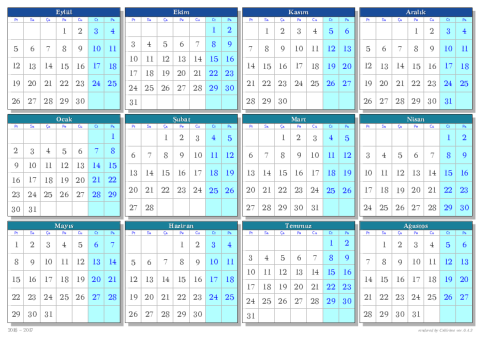 Eylül
Pt Sa Ça Pe Cu Ct Pa
1 2 3 4
5 6 7 8 9 10 11
12 13 14 15 16 17 18
19 20 21 22 23 24 25
26 27 28 29 30
Ekim
Pt Sa Ça Pe Cu Ct Pa
1 2
3 4 5 6 7 8 9
10 11 12 13 14 15 16
17 18 19 20 21 22 23
24 25 26 27 28 29 30
31
Kasım
Pt Sa Ça Pe Cu Ct Pa
1 2 3 4 5 6
7 8 9 10 11 12 13
14 15 16 17 18 19 20
21 22 23 24 25 26 27
28 29 30
Aralık
Pt Sa Ça Pe Cu Ct Pa
1 2 3 4
5 6 7 8 9 10 11
12 13 14 15 16 17 18
19 20 21 22 23 24 25
26 27 28 29 30 31
Ocak
Pt Sa Ça Pe Cu Ct Pa
1
2 3 4 5 6 7 8
9 10 11 12 13 14 15
16 17 18 19 20 21 22
23 24 25 26 27 28 29
30 31
Şubat
Pt Sa Ça Pe Cu Ct Pa
1 2 3 4 5
6 7 8 9 10 11 12
13 14 15 16 17 18 19
20 21 22 23 24 25 26
27 28
Mart
Pt Sa Ça Pe Cu Ct Pa
1 2 3 4 5
6 7 8 9 10 11 12
13 14 15 16 17 18 19
20 21 22 23 24 25 26
27 28 29 30 31
Nisan
Pt Sa Ça Pe Cu Ct Pa
1 2
3 4 5 6 7 8 9
10 11 12 13 14 15 16
17 18 19 20 21 22 23
24 25 26 27 28 29 30
Mayıs
Pt Sa Ça Pe Cu Ct Pa
1 2 3 4 5 6 7
8 9 10 11 12 13 14
15 16 17 18 19 20 21
22 23 24 25 26 27 28
29 30 31
Haziran
Pt Sa Ça Pe Cu Ct Pa
1 2 3 4
5 6 7 8 9 10 11
12 13 14 15 16 17 18
19 20 21 22 23 24 25
26 27 28 29 30
Temmuz
Pt Sa Ça Pe Cu Ct Pa
1 2
3 4 5 6 7 8 9
10 11 12 13 14 15 16
17 18 19 20 21 22 23
24 25 26 27 28 29 30
31
Ağustos
Pt Sa Ça Pe Cu Ct Pa
1 2 3 4 5 6
7 8 9 10 11 12 13
14 15 16 17 18 19 20
21 22 23 24 25 26 27
28 29 30 31
2016 - 2017